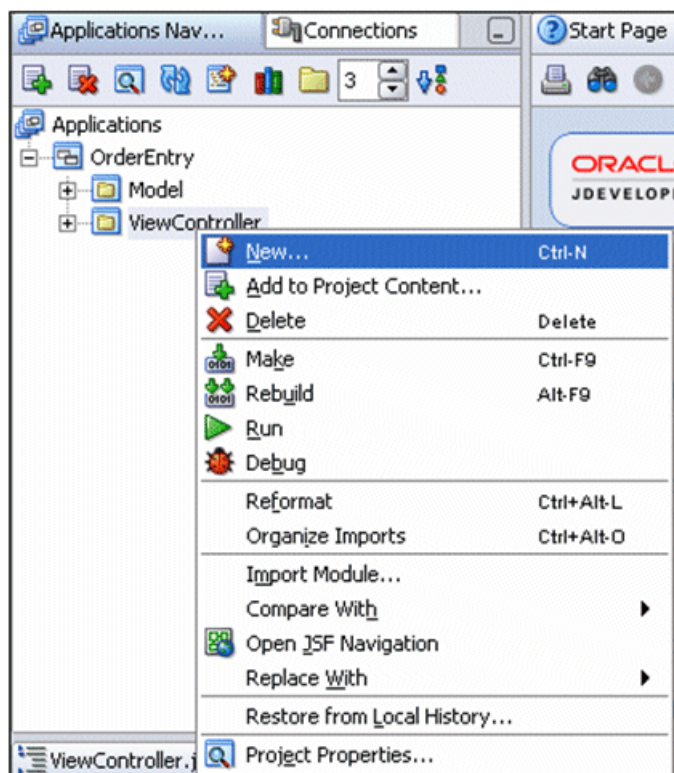 Applications Nav... Connections Start Page
3
Applications
OrderEntry
Model
ViewController
ORACL
JDEVELOP
New... Ctrl-N
Add to Project Content...
Delete Delete
Make Ctrl-F9
Rebuild Alt-F9
Run
Debug
Reformat Ctrl+Alt-L
Organize Imports Ctrl+Alt-O
Import Module...
Compare With
Open JSF Navigation
Replace With
Restore from Local History...
ViewController.j Project Properties...